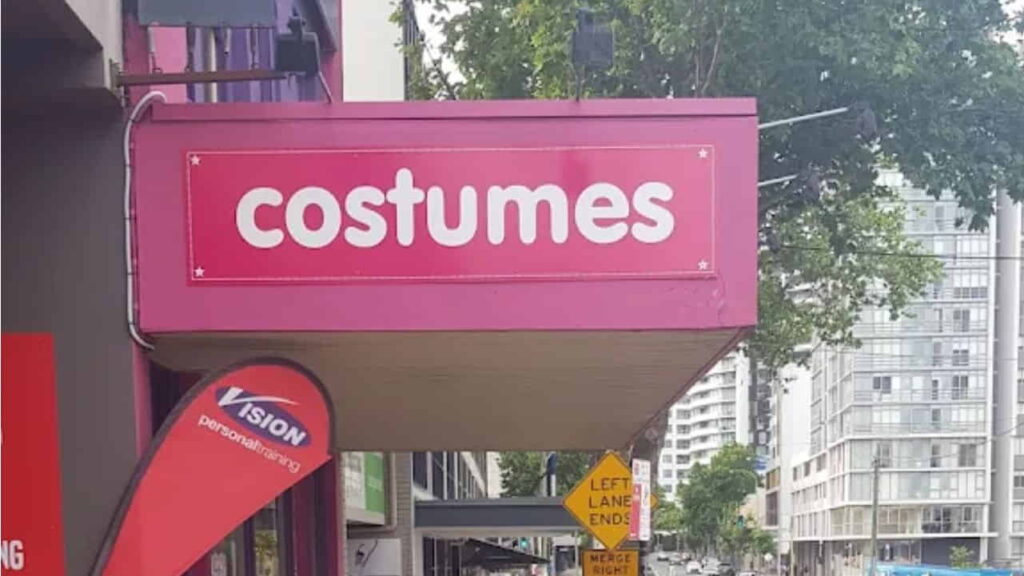 costumes
VISION
personaltraining
LEFT
LANE
ENDS
MERGE
RIGHT
NG